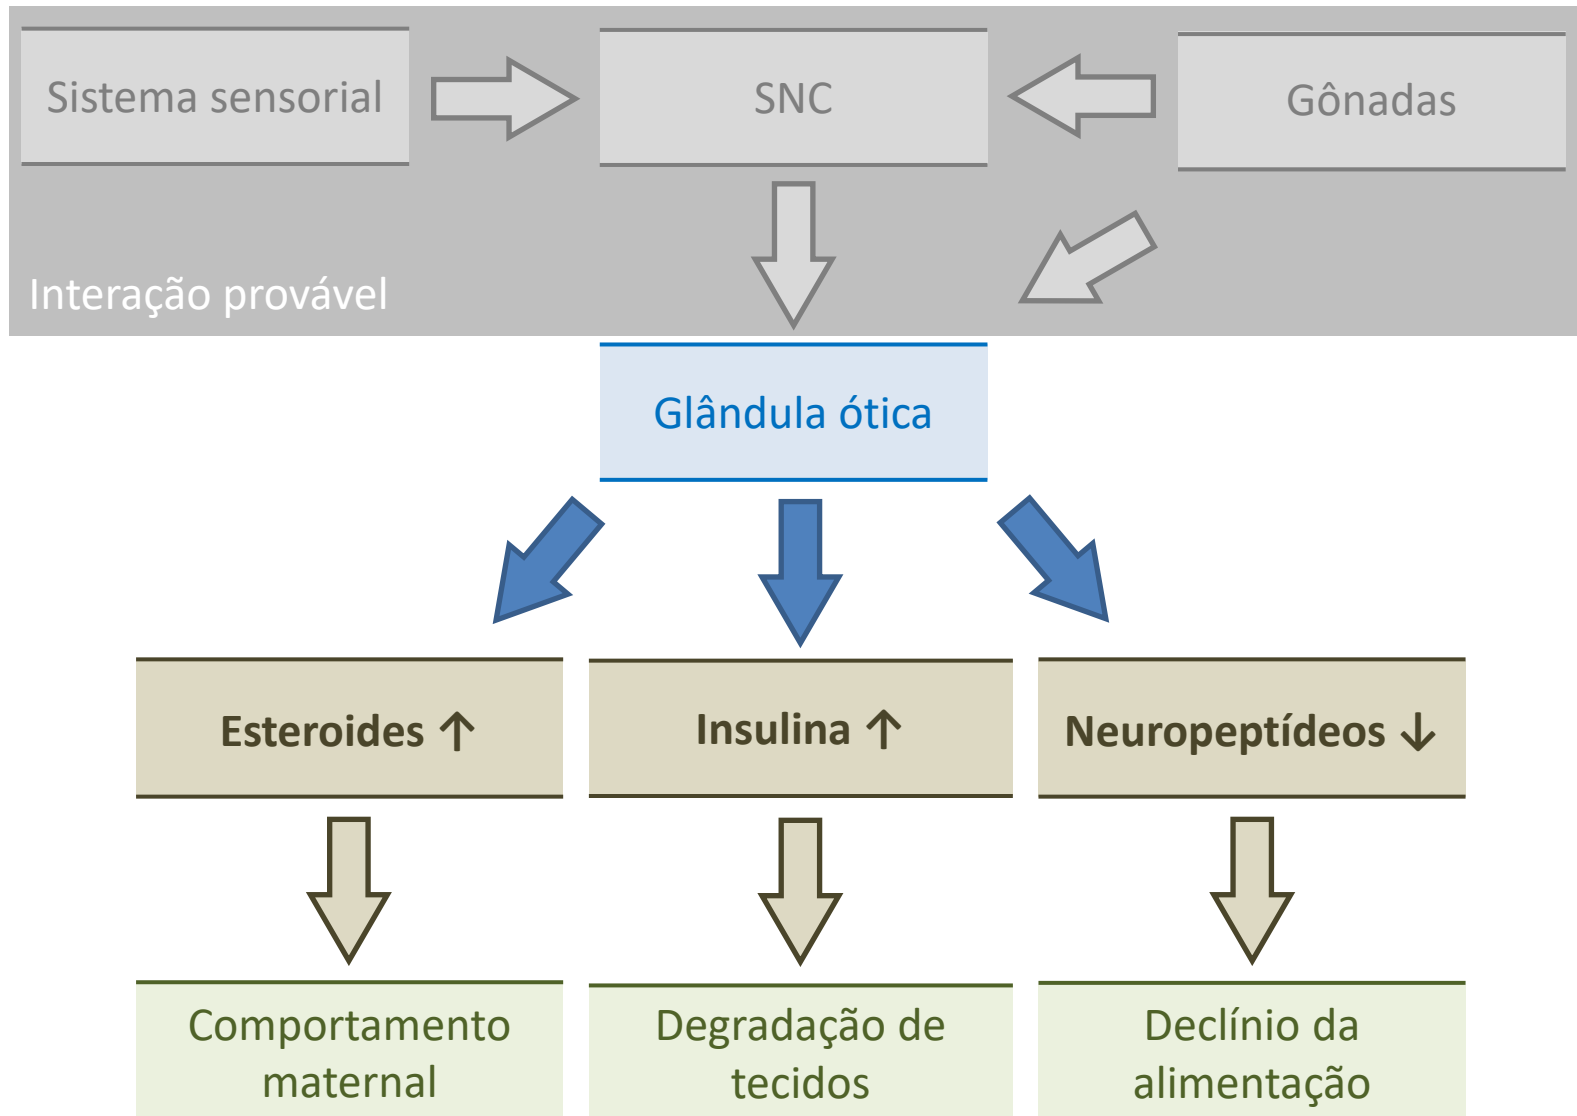 Sistema sensorial
SNC
Gônadas
Interação provável
Glândula ótica
Esteroides ↑
Insulina ↑
Neuropeptídeos ↓
Comportamento
maternal
Degradação de
tecidos
Declínio da
alimentação